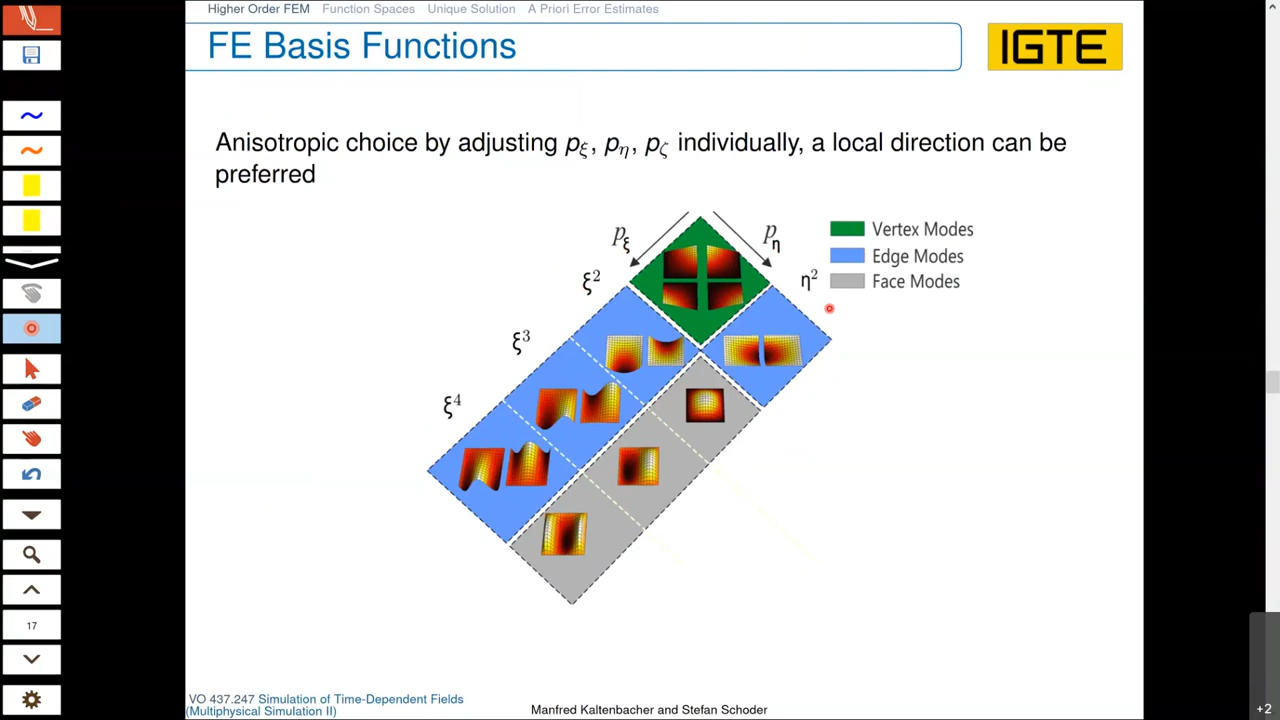 Higher Order FEM Function Spaces Unique Solution A Priori Error Estimates
FE Basis Functions
IGTE
Anisotropic choice by adjusting pξ, pη, pζ individually, a local direction can be
preferred
pξ
pη
Vertex Modes
Edge Modes
Face Modes
ξ²
η²
ξ³
ξ⁴
17
VO 437.247 Simulation of Time-Dependent Fields
(Multiphysical Simulation II)
Manfred Kaltenbacher and Stefan Schoder
+2